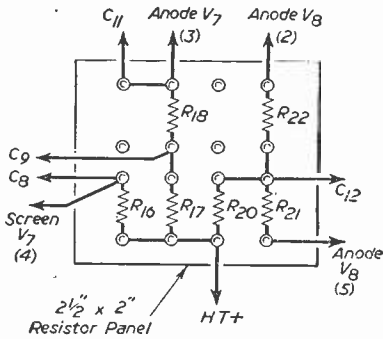 C11
Anode V7
(3)
Anode V8
(2)
R18
R22
C9
C8
C12
R16
R17
R20
R21
Screen
V7
(4)
Anode
V8
(5)
2½" x 2"
Resistor Panel
HT+